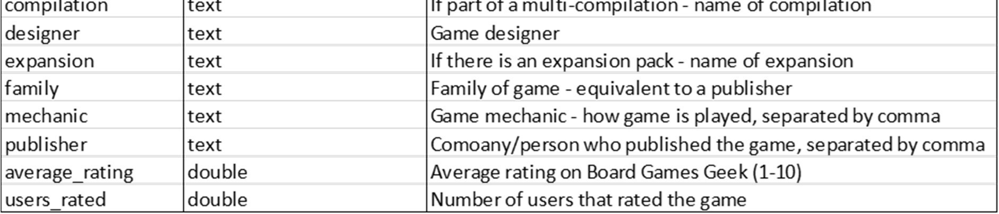 compilation text If part of a multi-compilation - name of compilation
designer text Game designer
expansion text If there is an expansion pack - name of expansion
family text Family of game - equivalent to a publisher
mechanic text Game mechanic - how game is played, separated by comma
publisher text Comoany/person who published the game, separated by comma
average_rating double Average rating on Board Games Geek (1-10)
users_rated double Number of users that rated the game